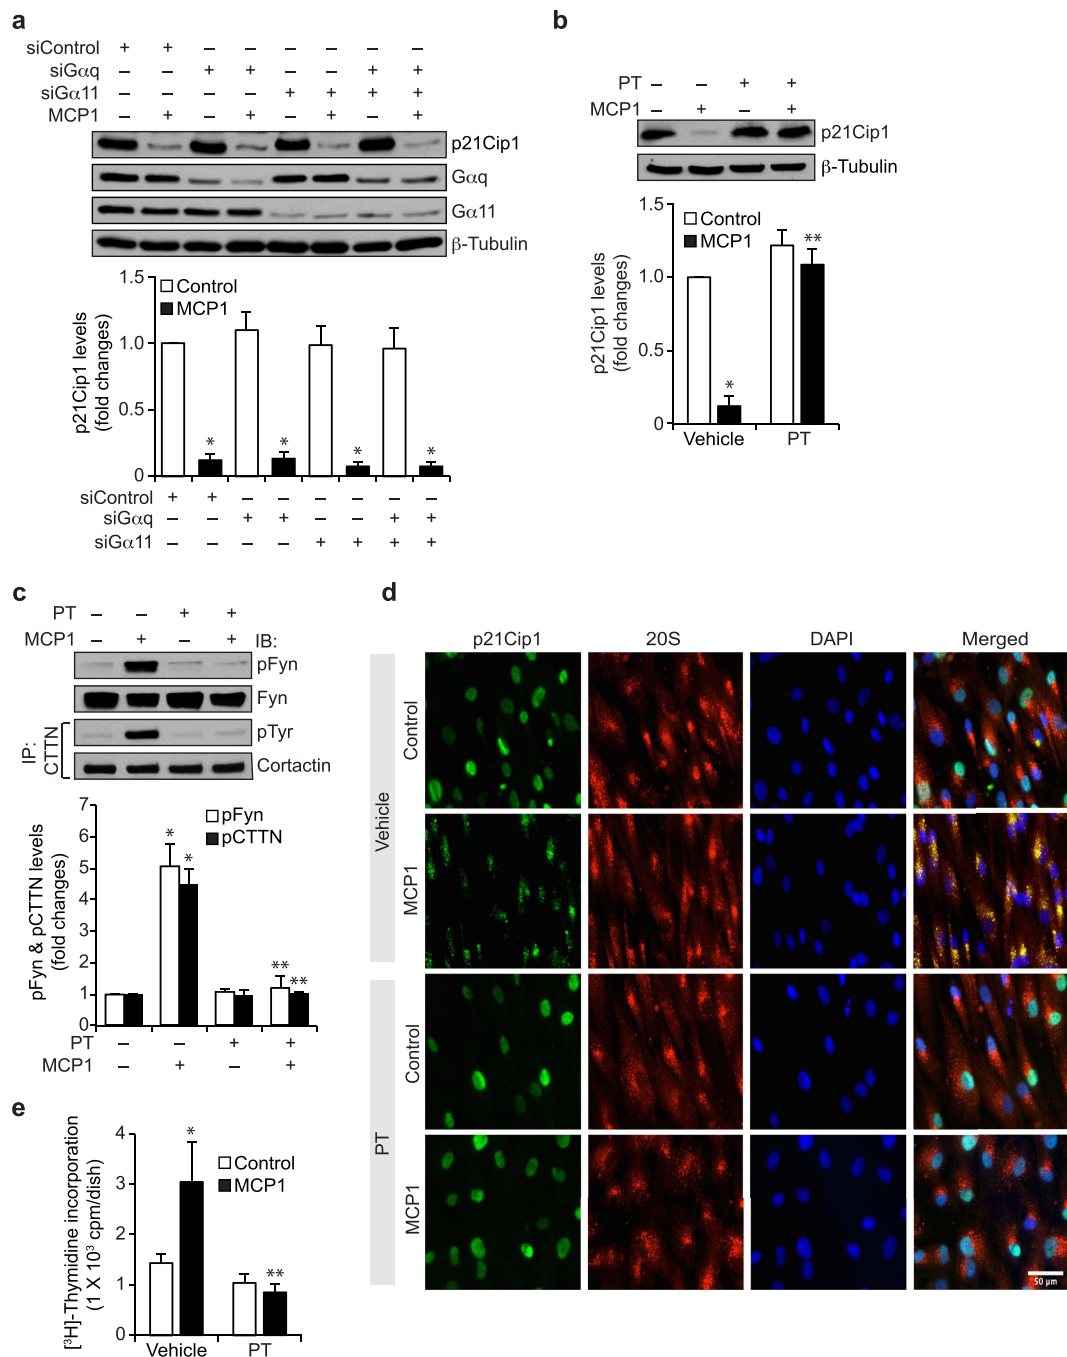 a
siControl + + – – – – – –
siGαq – – + + – – + +
siGα11 – – – – + + + +
MCP1 – + – + – + – +
p21Cip1
Gαq
Gα11
β-Tubulin
1.5
1.0
0.5
0
p21Cip1 levels
(fold changes)
Control
MCP1
* * * *
siControl + + – – – – – –
siGαq – – + + – – + +
siGα11 – – – – + + + +
b
PT – – + +
MCP1 – + – +
p21Cip1
β-Tubulin
1.5
1.0
0.5
0
p21Cip1 levels
(fold changes)
Control
MCP1
* **
Vehicle PT
c
PT – – + +
MCP1 – + – + IB:
pFyn
Fyn
pTyr
Cortactin
IP:
CTTN
7
6
5
4
3
2
1
0
pFyn & pCTTN levels
(fold changes)
pFyn
pCTTN
* * ** **
PT – – + +
MCP1 – + – +
d
p21Cip1 20S DAPI Merged
Vehicle
Control
MCP1
PT
Control
MCP1
50 µm
e
4
3
2
1
0
[³H]-Thymidine incorporation
(1 X 10³ cpm/dish)
Control
MCP1
* **
Vehicle PT